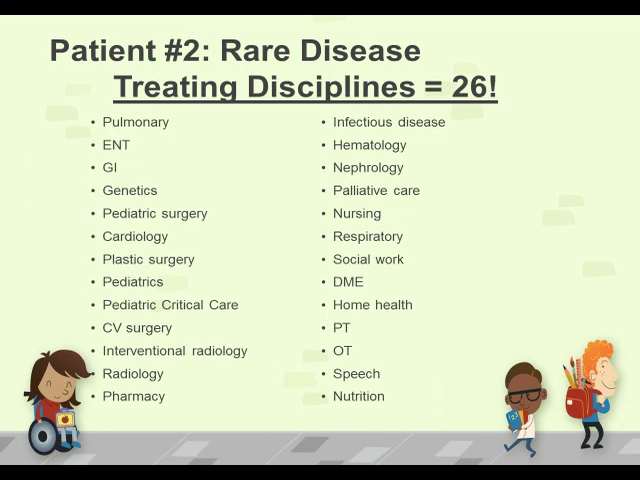 Patient #2: Rare Disease
Treating Disciplines = 26!
• Pulmonary
• ENT
• GI
• Genetics
• Pediatric surgery
• Cardiology
• Plastic surgery
• Pediatrics
• Pediatric Critical Care
• CV surgery
• Interventional radiology
• Radiology
• Pharmacy
• Infectious disease
• Hematology
• Nephrology
• Palliative care
• Nursing
• Respiratory
• Social work
• DME
• Home health
• PT
• OT
• Speech
• Nutrition